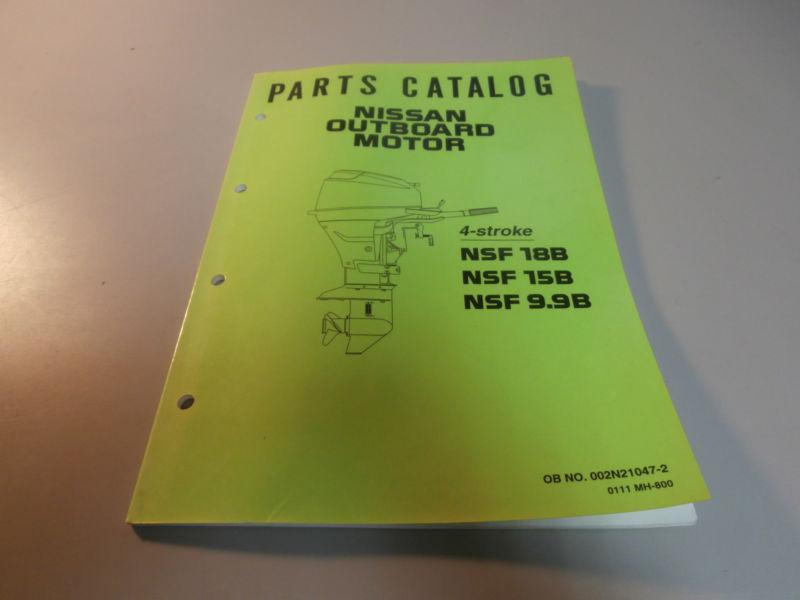 PARTS CATALOG
NISSAN
OUTBOARD
MOTOR
4-stroke
NSF 18B
NSF 15B
NSF 9.9B
OB NO. 002N21047-2
0111 MH-800